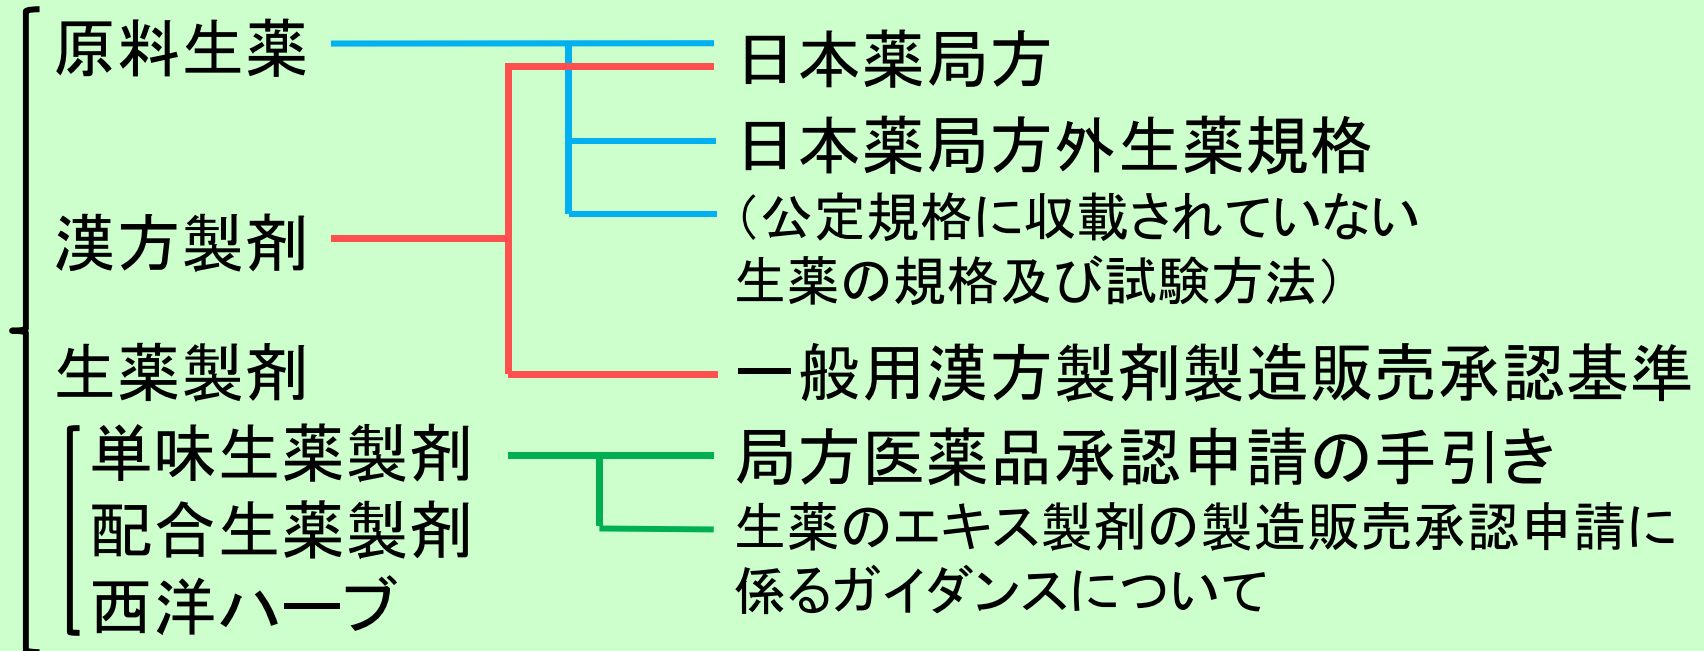 原料生薬
日本薬局方
日本薬局方外生薬規格
漢方製剤
（公定規格に収載されていない
生薬の規格及び試験方法）
生薬製剤
一般用漢方製剤製造販売承認基準
単味生薬製剤
局方医薬品承認申請の手引き
配合生薬製剤
生薬のエキス製剤の製造販売承認申請に
係るガイダンスについて
西洋ハーブ